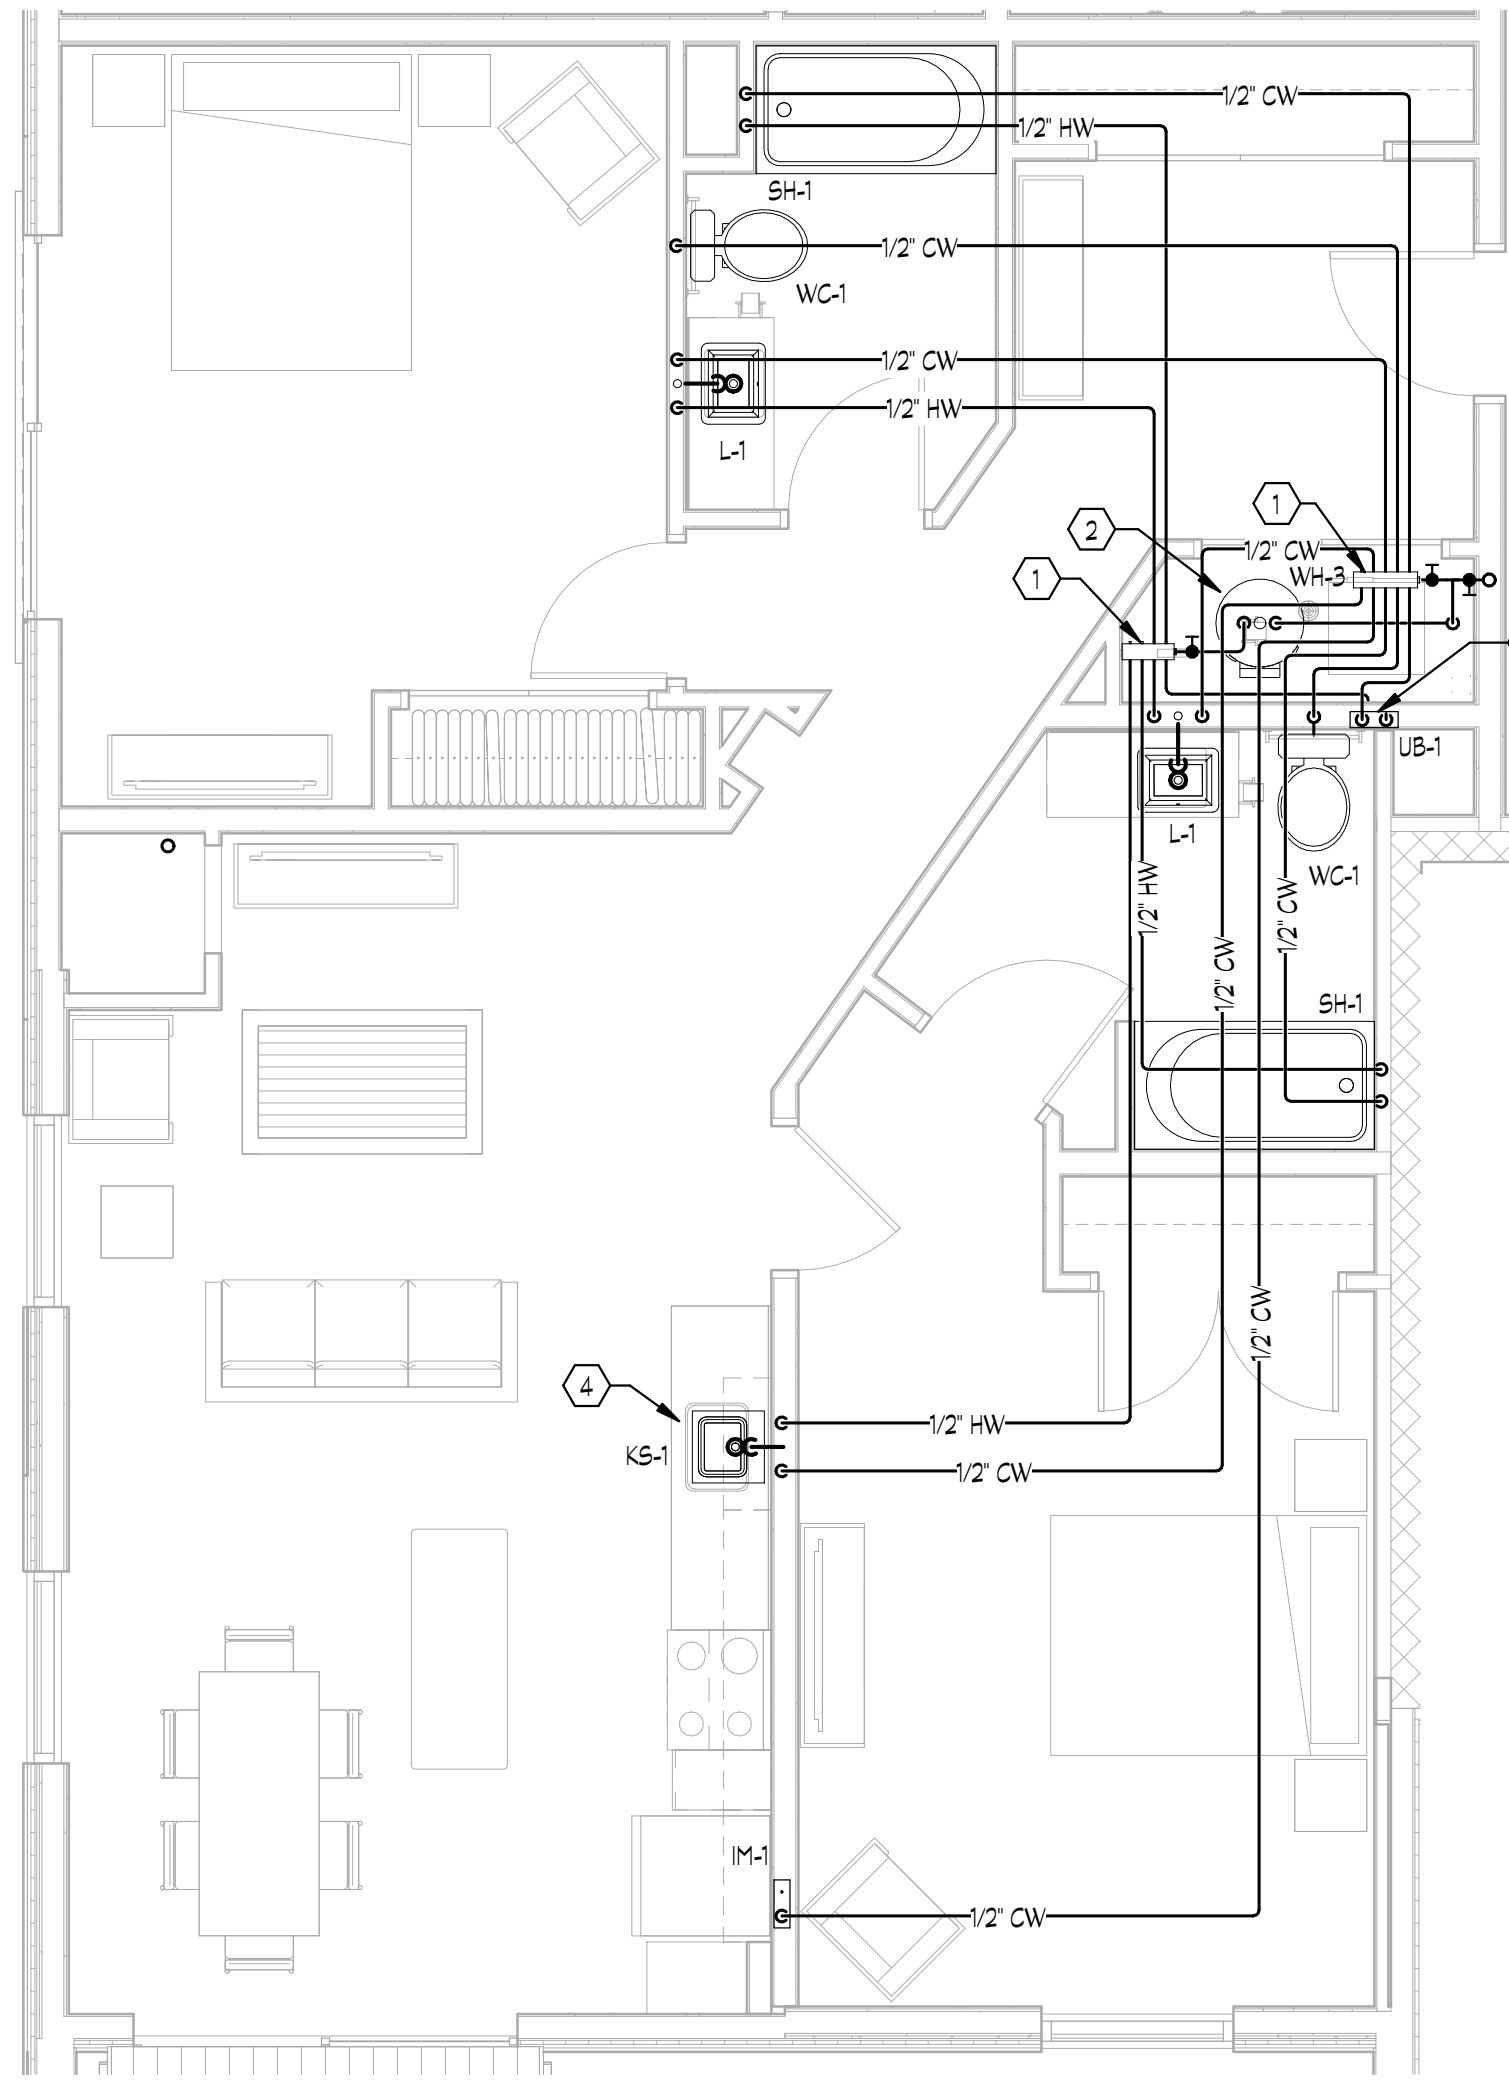 1/2" CW
1/2" HW
SH-1
1/2" CW
WC-1
1/2" CW
1/2" HW
L-1
1
2
1/2" CW
1
WH-3
UB-1
L-1
WC-1
1/2" HW
1/2" CW
1/2" CW
SH-1
1/2" CW
4
1/2" HW
KS-1
1/2" CW
IM-1
1/2" CW